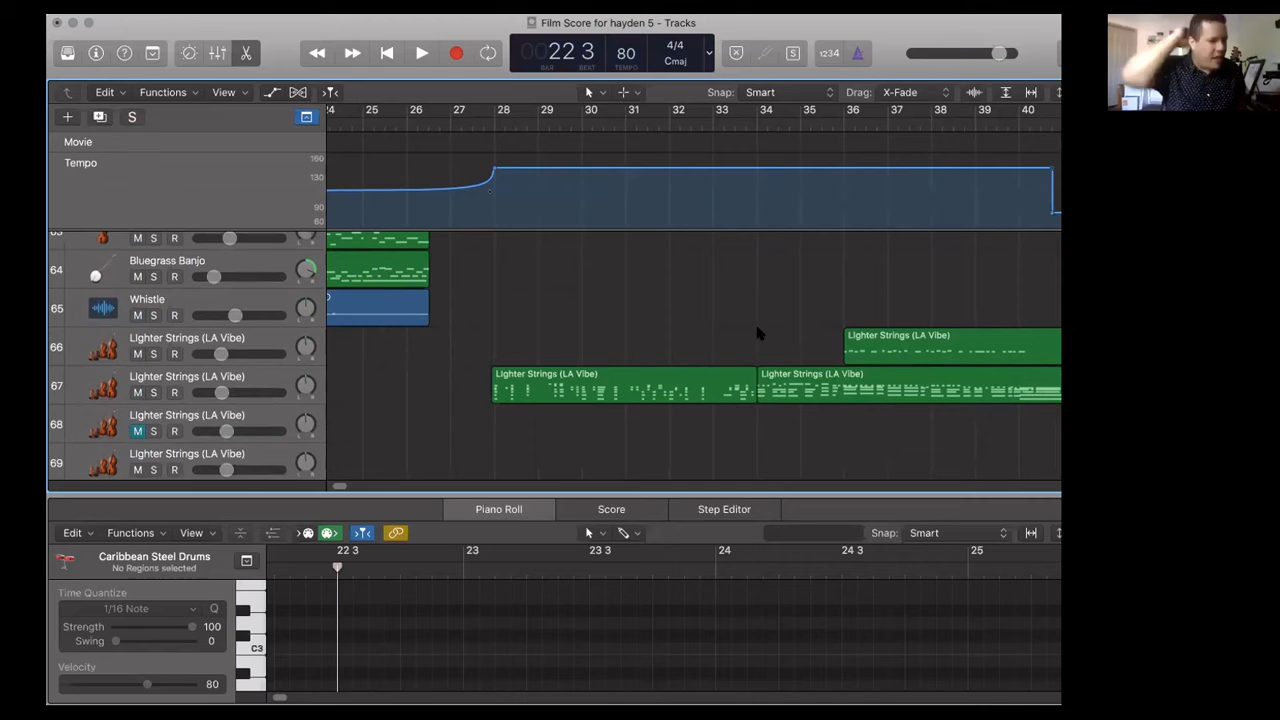 Film Score for hayden 5 - Tracks
22 3
BAR BEAT
80
TEMPO
4/4
Cmaj
1234
Edit Functions View Snap: Smart Drag: X-Fade
24 25 26 27 28 29 30 31 32 33 34 35 36 37 38 39 40
Movie
Tempo
160
130
90
60
63 M S R
64 Bluegrass Banjo
M S R
65 Whistle
M S R
66 LIghter Strings (LA Vibe)
M S R
LIghter Strings (LA Vibe)
67 LIghter Strings (LA Vibe)
M S R
LIghter Strings (LA Vibe) LIghter Strings (LA Vibe)
68 LIghter Strings (LA Vibe)
M S R
69 LIghter Strings (LA Vibe)
M S R
Piano Roll Score Step Editor
Edit Functions View Snap: Smart
Caribbean Steel Drums
No Regions selected
22 3 23 23 3 24 24 3 25
Time Quantize
1/16 Note Q
Strength 100
Swing 0
Velocity
80
C3